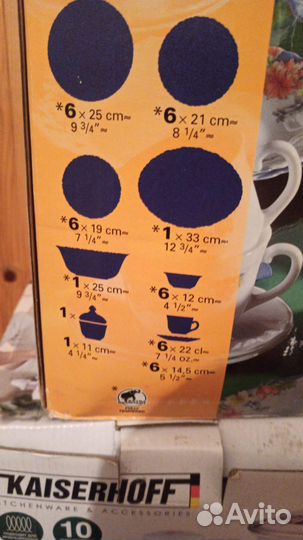 *6 × 25 cm≃
9 3/4"≃
*6 × 21 cm≃
8 1/4"≃
*6 × 19 cm≃
7 1/4"≃
*1 × 33 cm≃
12 3/4"≃
*1
× 25 cm≃
9 3/4"≃
*6 × 12 cm
4 1/2"≃
1×
1 × 11 cm≃
4 1/4"≃
*6 × 22 cl≃
7 1/4 oz.≃
*6 × 14,5 cm≃
5 1/2"≃
*
FULLY
TEMPERED
KAISERHOFF
KITCHENWARE & ACCESSORIES
10
Avito